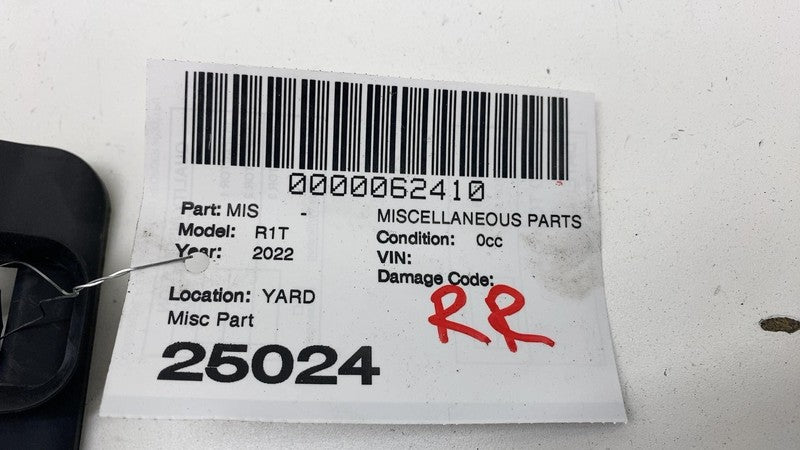 0000062410
Part: MIS - MISCELLANEOUS PARTS
Model: R1T Condition: 0cc
Year: 2022 VIN:
Damage Code:
RR
Location: YARD
Misc Part
25024